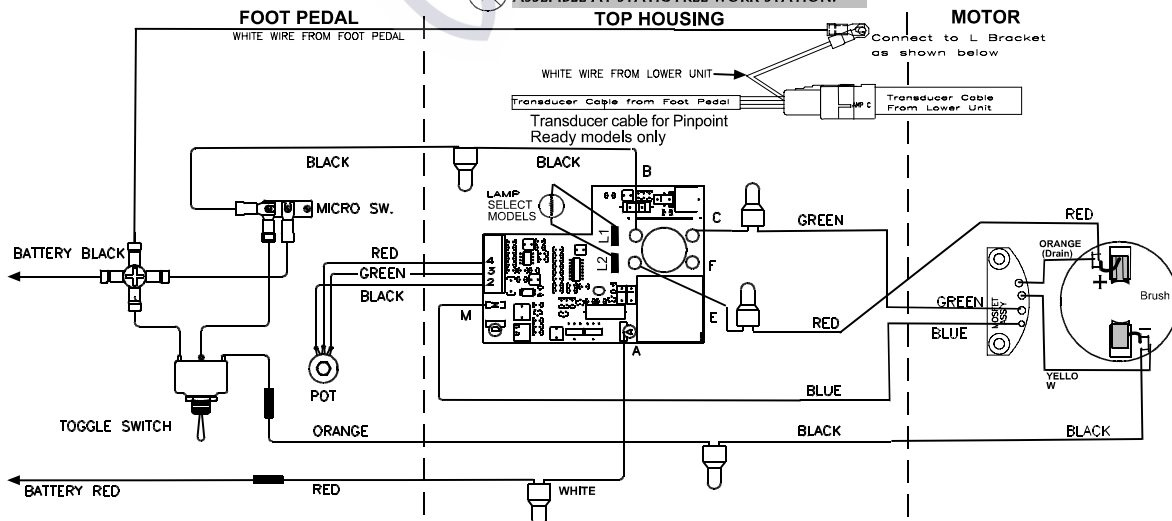 ASSEMBLE AT STATIC FREE WORK STATION.
FOOT PEDAL
TOP HOUSING
MOTOR
WHITE WIRE FROM FOOT PEDAL
Connect to L Bracket
as shown below
WHITE WIRE FROM LOWER UNIT
Transducer Cable from Foot Pedal
AMP C
Transducer Cable
From Lower Unit
Transducer cable for Pinpoint
Ready models only
BLACK
BLACK
B
LAMP
SELECT
MODELS
MICRO SW.
C
GREEN
RED
L1
L2
BATTERY BLACK
RED
GREEN
BLACK
4
3
2
F
ORANGE
(Drain)
+
Brush
M
E
RED
GREEN
BLUE
MOSFET
ASSY
-
A
POT
BLUE
YELLO
W
TOGGLE SWITCH
ORANGE
BLACK
BLACK
BATTERY RED
RED
WHITE